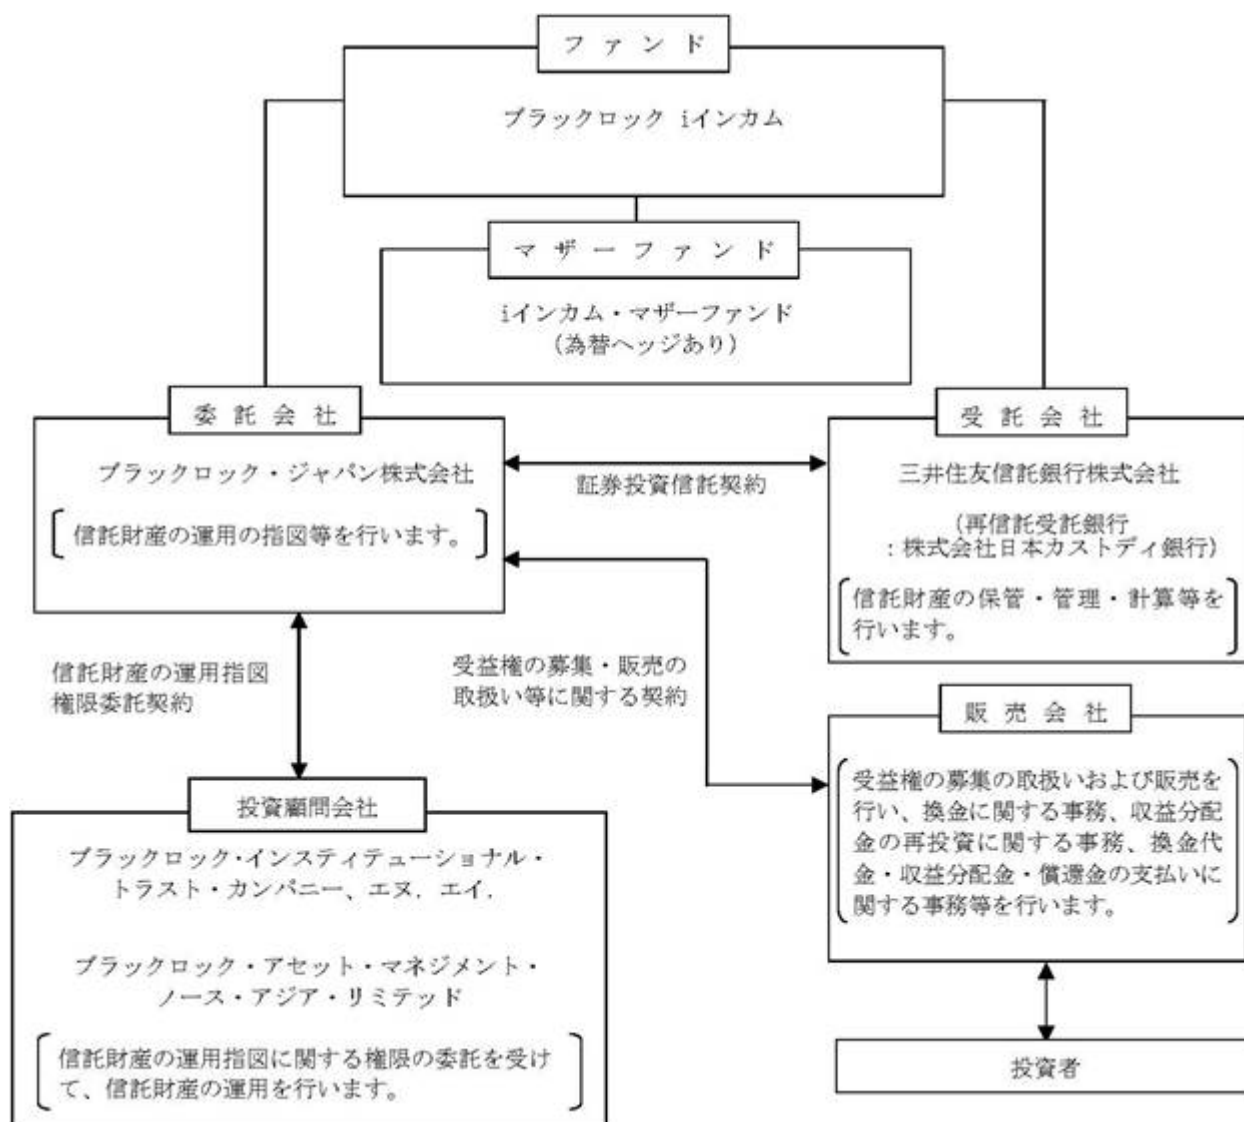 ファンド
ブラックロック iインカム
マザーファンド
iインカム・マザーファンド
(為替ヘッジあり)
委託会社
ブラックロック・ジャパン株式会社
信託財産の運用の指図等を行います。
証券投資信託契約
受託会社
三井住友信託銀行株式会社
(再信託受託銀行
:株式会社日本カストディ銀行)
信託財産の保管・管理・計算等を
行います。
信託財産の運用指図
権限委託契約
受益権の募集・販売の
取扱い等に関する契約
販売会社
受益権の募集の取扱いおよび販売を
行い、換金に関する事務、収益分配
金の再投資に関する事務、換金代
金・収益分配金・償還金の支払いに
関する事務等を行います。
投資顧問会社
ブラックロック・インスティテューショナル・
トラスト・カンパニー、エヌ.エイ.
ブラックロック・アセット・マネジメント・
ノース・アジア・リミテッド
信託財産の運用指図に関する権限の委託を受け
て、信託財産の運用を行います。
投資者